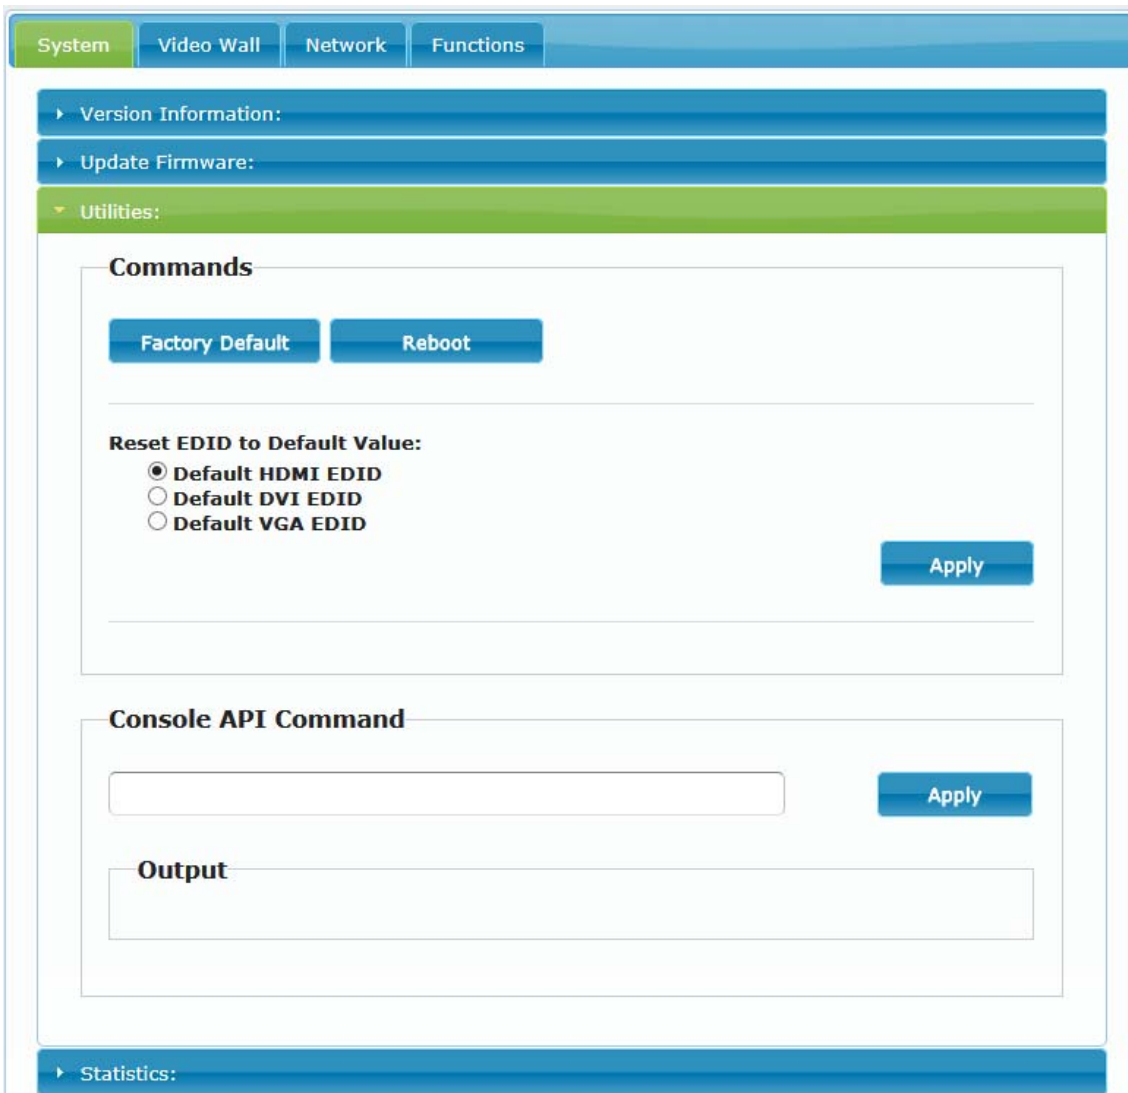 System Video Wall Network Functions
Version Information:
Update Firmware:
Utilities:
Commands
Factory Default Reboot
Reset EDID to Default Value:
Default HDMI EDID
Default DVI EDID
Default VGA EDID
Apply
Console API Command
Apply
Output
Statistics: